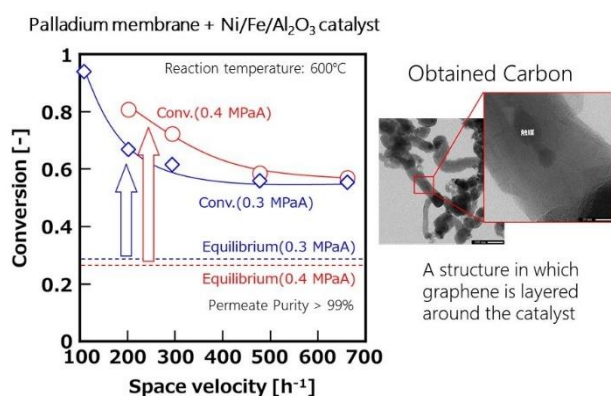 Palladium membrane + Ni/Fe/Al₂O₃ catalyst
1
0.8
0.6
0.4
0.2
0
Conversion [-]
Reaction temperature: 600℃
Conv.(0.4 MPaA)
Conv.(0.3 MPaA)
Equilibrium(0.3 MPaA)
Equilibrium(0.4 MPaA)
Permeate Purity > 99%
100 200 300 400 500 600 700
Space velocity [h⁻¹]
Obtained Carbon
触媒
A structure in which
graphene is layered
around the catalyst